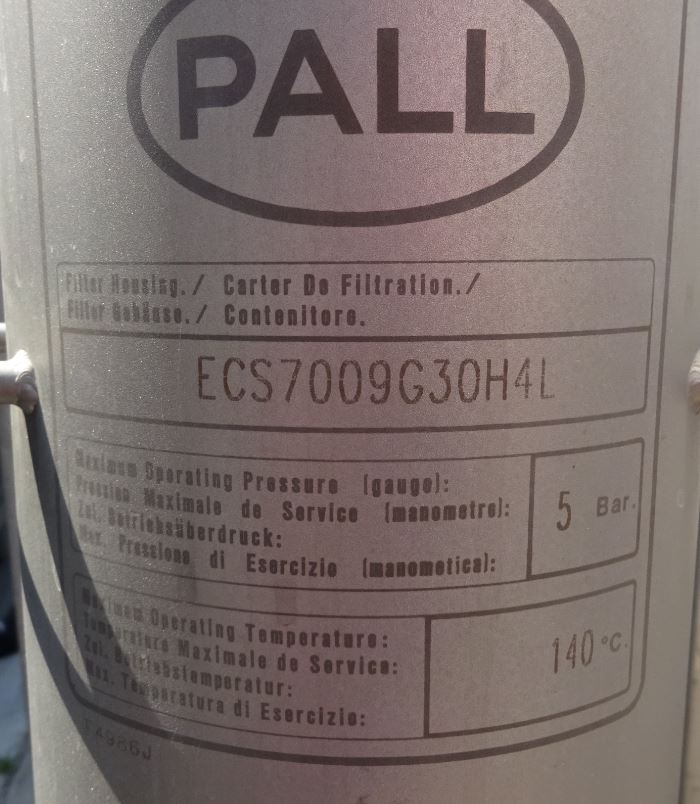 PALL
Filter Housing./ Carter De Filtration./
Filter Gehäuse./ Contenitore.
ECS7009G30H4L
Maximum Operating Pressure (gauge):
Pression Maximale de Service (manometre):
Zul. Betriebsüberdruck:
Max. Pressione di Esercizio (manometica):
5 Bar.
Maximum Operating Temperature:
Temperature Maximale de Service:
Zul. Betriebstemperatur:
Max. Temperatura di Esercizio:
140 °C.
F4986J